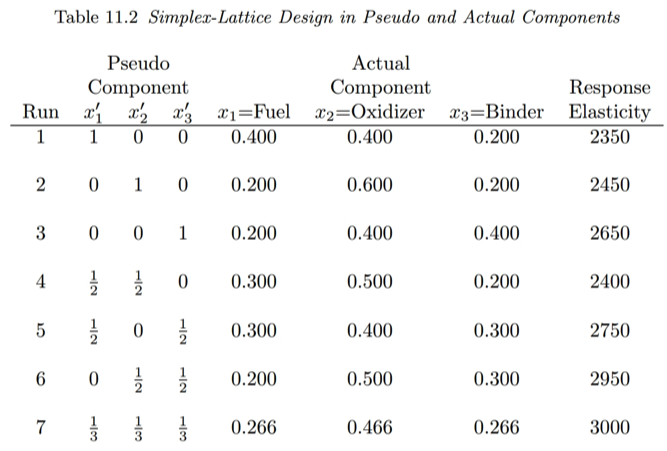 Table 11.2 Simplex-Lattice Design in Pseudo and Actual Components
Pseudo Actual
Component Component Response
Run x′₁ x′₂ x′₃ x₁=Fuel x₂=Oxidizer x₃=Binder Elasticity
1 1 0 0 0.400 0.400 0.200 2350
2 0 1 0 0.200 0.600 0.200 2450
3 0 0 1 0.200 0.400 0.400 2650
4 1/2 1/2 0 0.300 0.500 0.200 2400
5 1/2 0 1/2 0.300 0.400 0.300 2750
6 0 1/2 1/2 0.200 0.500 0.300 2950
7 1/3 1/3 1/3 0.266 0.466 0.266 3000